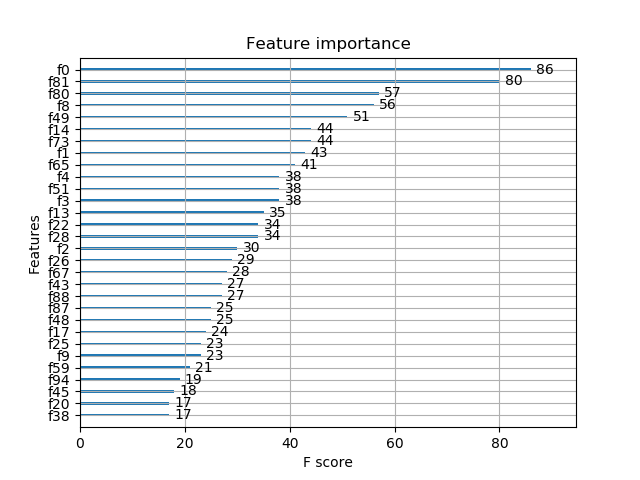 Feature importance
f0 86
f81 80
f80 57
f8 56
f49 51
f14 44
f73 44
f1 43
f65 41
f4 38
f51 38
f3 38
f13 35
f22 34
f28 34
f2 30
f26 29
f67 28
f43 27
f88 27
f87 25
f48 25
f17 24
f25 23
f9 23
f59 21
f94 19
f45 18
f20 17
f38 17
Features
0 20 40 60 80
F score